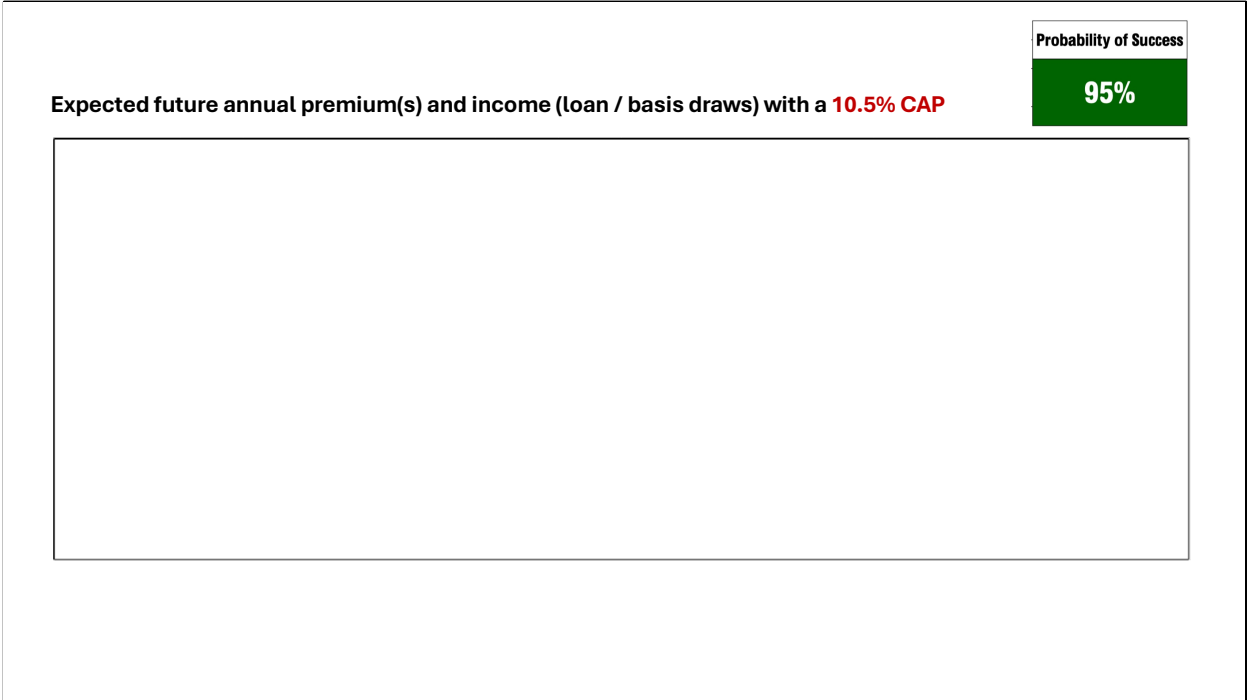 Probability of Success
95%
Expected future annual premium(s) and income (loan / basis draws) with a 10.5% CAP